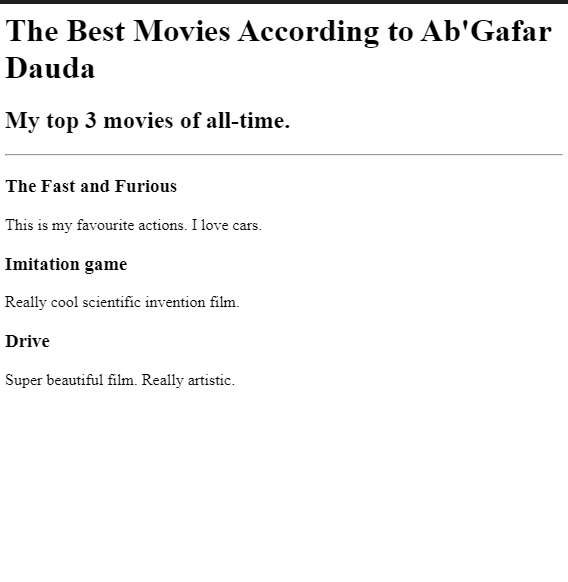 The Best Movies According to Ab'Gafar
Dauda
My top 3 movies of all-time.
The Fast and Furious
This is my favourite actions. I love cars.
Imitation game
Really cool scientific invention film.
Drive
Super beautiful film. Really artistic.